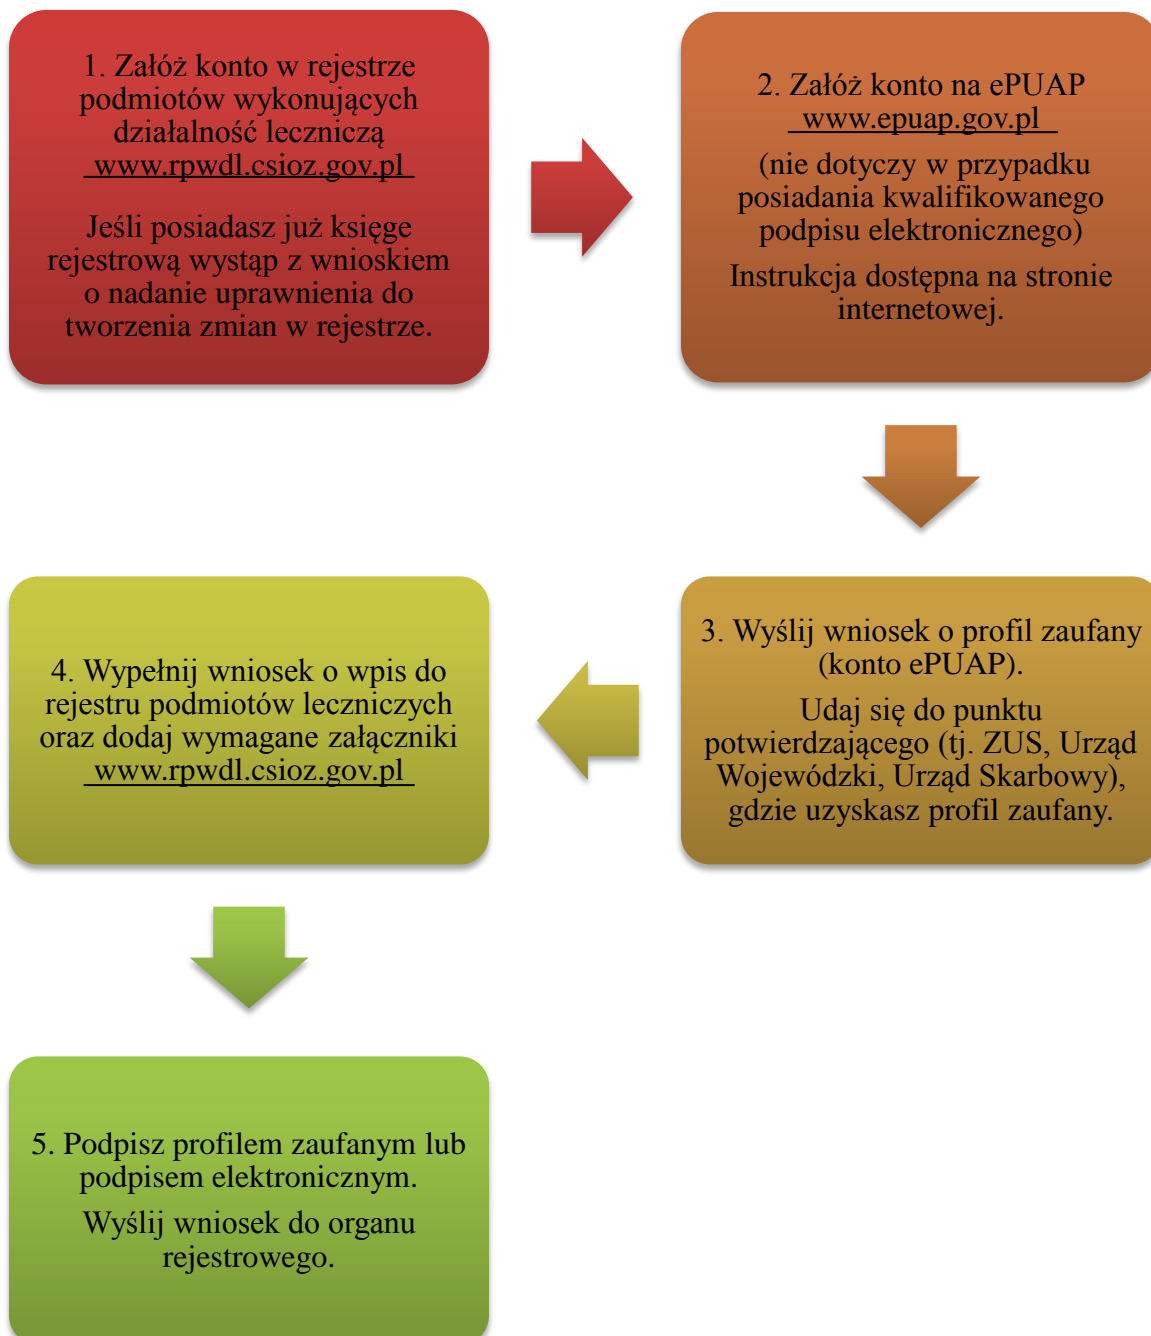 1. Załóż konto w rejestrze
podmiotów wykonujących
działalność leczniczą
www.rpwdl.csioz.gov.pl
Jeśli posiadasz już księge
rejestrową wystąp z wnioskiem
o nadanie uprawnienia do
tworzenia zmian w rejestrze.
2. Załóż konto na ePUAP
www.epuap.gov.pl
(nie dotyczy w przypadku
posiadania kwalifikowanego
podpisu elektronicznego)
Instrukcja dostępna na stronie
internetowej.
3. Wyślij wniosek o profil zaufany
(konto ePUAP).
Udaj się do punktu
potwierdzającego (tj. ZUS, Urząd
Wojewódzki, Urząd Skarbowy),
gdzie uzyskasz profil zaufany.
4. Wypełnij wniosek o wpis do
rejestru podmiotów leczniczych
oraz dodaj wymagane załączniki
www.rpwdl.csioz.gov.pl
5. Podpisz profilem zaufanym lub
podpisem elektronicznym.
Wyślij wniosek do organu
rejestrowego.